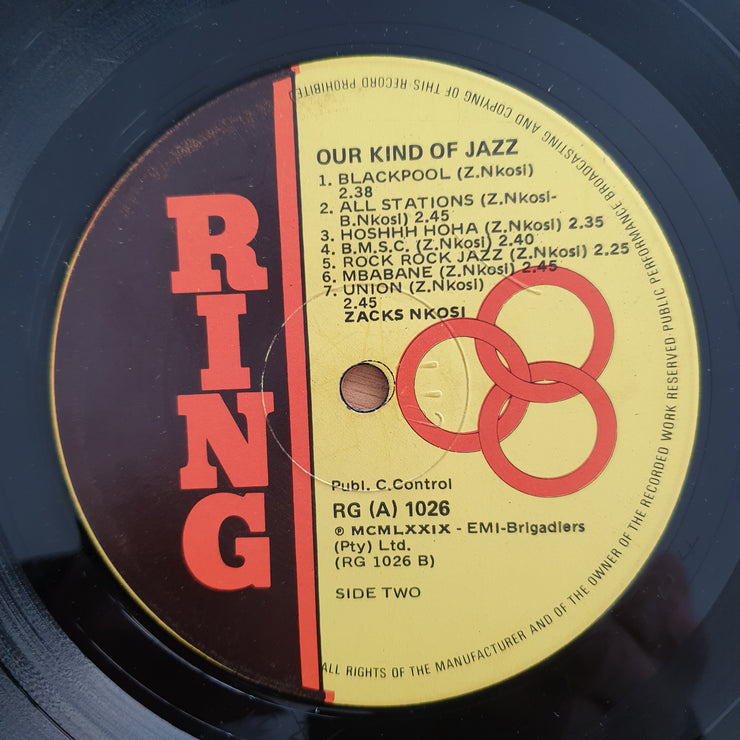 RING
OUR KIND OF JAZZ
1. BLACKPOOL (Z.Nkosi)
2.38
2. ALL STATIONS (Z.Nkosi-
B.Nkosi) 2.45
3. HOSHHH HOHA (Z.Nkosi) 2.35
4. B.M.S.C. (Z.Nkosi) 2.40
5. ROCK ROCK JAZZ (Z.Nkosi) 2.25
6. MBABANE (Z.Nkosi) 2.45
7. UNION (Z.Nkosi)
2.45
ZACKS NKOSI
Publ. C.Control
RG (A) 1026
℗ MCMLXXIX - EMI-Brigadiers
(Pty) Ltd.
(RG 1026 B)
SIDE TWO
ALL RIGHTS OF THE MANUFACTURER AND OF THE OWNER OF THE RECORDED WORK RESERVED PUBLIC PERFORMANCE BROADCASTING AND COPYING OF THIS RECORD PROHIBITED